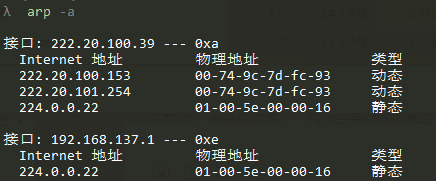 λ arp -a
接口: 222.20.100.39 --- 0xa
Internet 地址 物理地址 类型
222.20.100.153 00-74-9c-7d-fc-93 动态
222.20.101.254 00-74-9c-7d-fc-93 动态
224.0.0.22 01-00-5e-00-00-16 静态
接口: 192.168.137.1 --- 0xe
Internet 地址 物理地址 类型
224.0.0.22 01-00-5e-00-00-16 静态